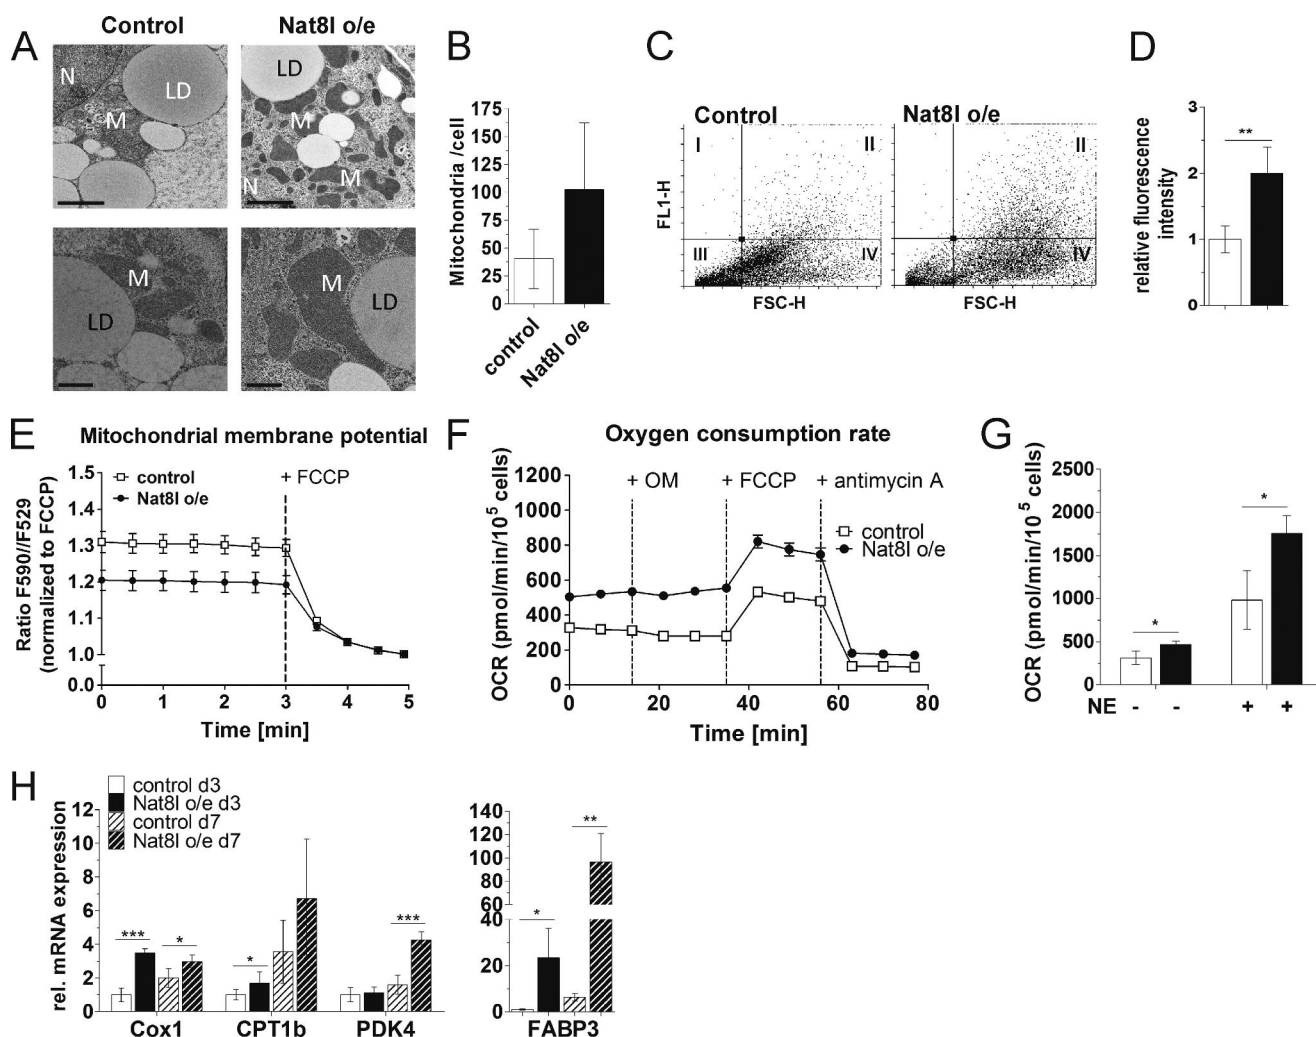 Control
Nat8l o/e
A
N
LD
M
LD
M
M
N
M
LD
M
LD
B
Mitochondria /cell
175
150
125
100
75
50
25
0
control
Nat8l o/e
C
Control
Nat8l o/e
I
II
III
IV
II
IV
FL1-H
FSC-H
FSC-H
D
relative fluorescence
intensity
3
2
1
0
**
E
Mitochondrial membrane potential
Ratio F590//F529
(normalized to FCCP)
1.5
1.4
1.3
1.2
1.1
1.0
0.0
control
Nat8l o/e
+ FCCP
0 1 2 3 4 5
Time [min]
F
Oxygen consumption rate
OCR (pmol/min/10⁵ cells)
1200
1000
800
600
400
200
0
+ OM
+ FCCP
+ antimycin A
control
Nat8l o/e
0 20 40 60 80
Time [min]
G
OCR (pmol/min/10⁵ cells)
2500
2000
1500
1000
500
0
*
*
NE - - + +
H
control d3
Nat8l o/e d3
control d7
Nat8l o/e d7
rel. mRNA expression
12
10
8
6
4
2
0
***
*
*
***
Cox1 CPT1b PDK4
140
120
100
80
60
40
20
0
*
**
FABP3